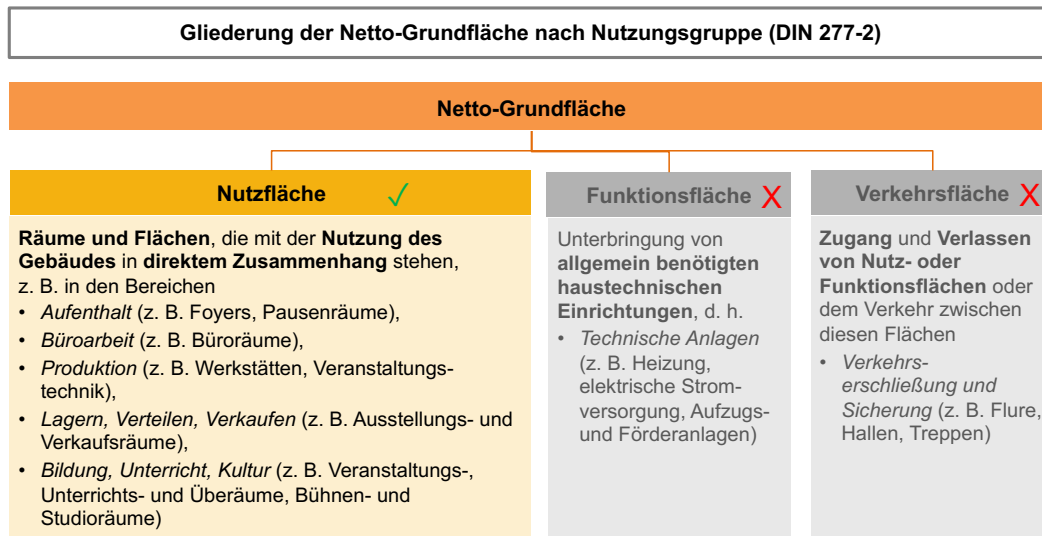 Gliederung der Netto-Grundfläche nach Nutzungsgruppe (DIN 277-2)
Netto-Grundfläche
Nutzfläche ✓
Räume und Flächen, die mit der Nutzung des
Gebäudes in direktem Zusammenhang stehen,
z. B. in den Bereichen
• Aufenthalt (z. B. Foyers, Pausenräume),
• Büroarbeit (z. B. Büroräume),
• Produktion (z. B. Werkstätten, Veranstaltungs-
technik),
• Lagern, Verteilen, Verkaufen (z. B. Ausstellungs- und
Verkaufsräume),
• Bildung, Unterricht, Kultur (z. B. Veranstaltungs-,
Unterrichts- und Überäume, Bühnen- und
Studioräume)
Funktionsfläche X
Unterbringung von
allgemein benötigten
haustechnischen
Einrichtungen, d. h.
• Technische Anlagen
(z. B. Heizung,
elektrische Strom-
versorgung, Aufzugs-
und Förderanlagen)
Verkehrsfläche X
Zugang und Verlassen
von Nutz- oder
Funktionsflächen oder
dem Verkehr zwischen
diesen Flächen
• Verkehrs-
erschließung und
Sicherung (z. B. Flure,
Hallen, Treppen)